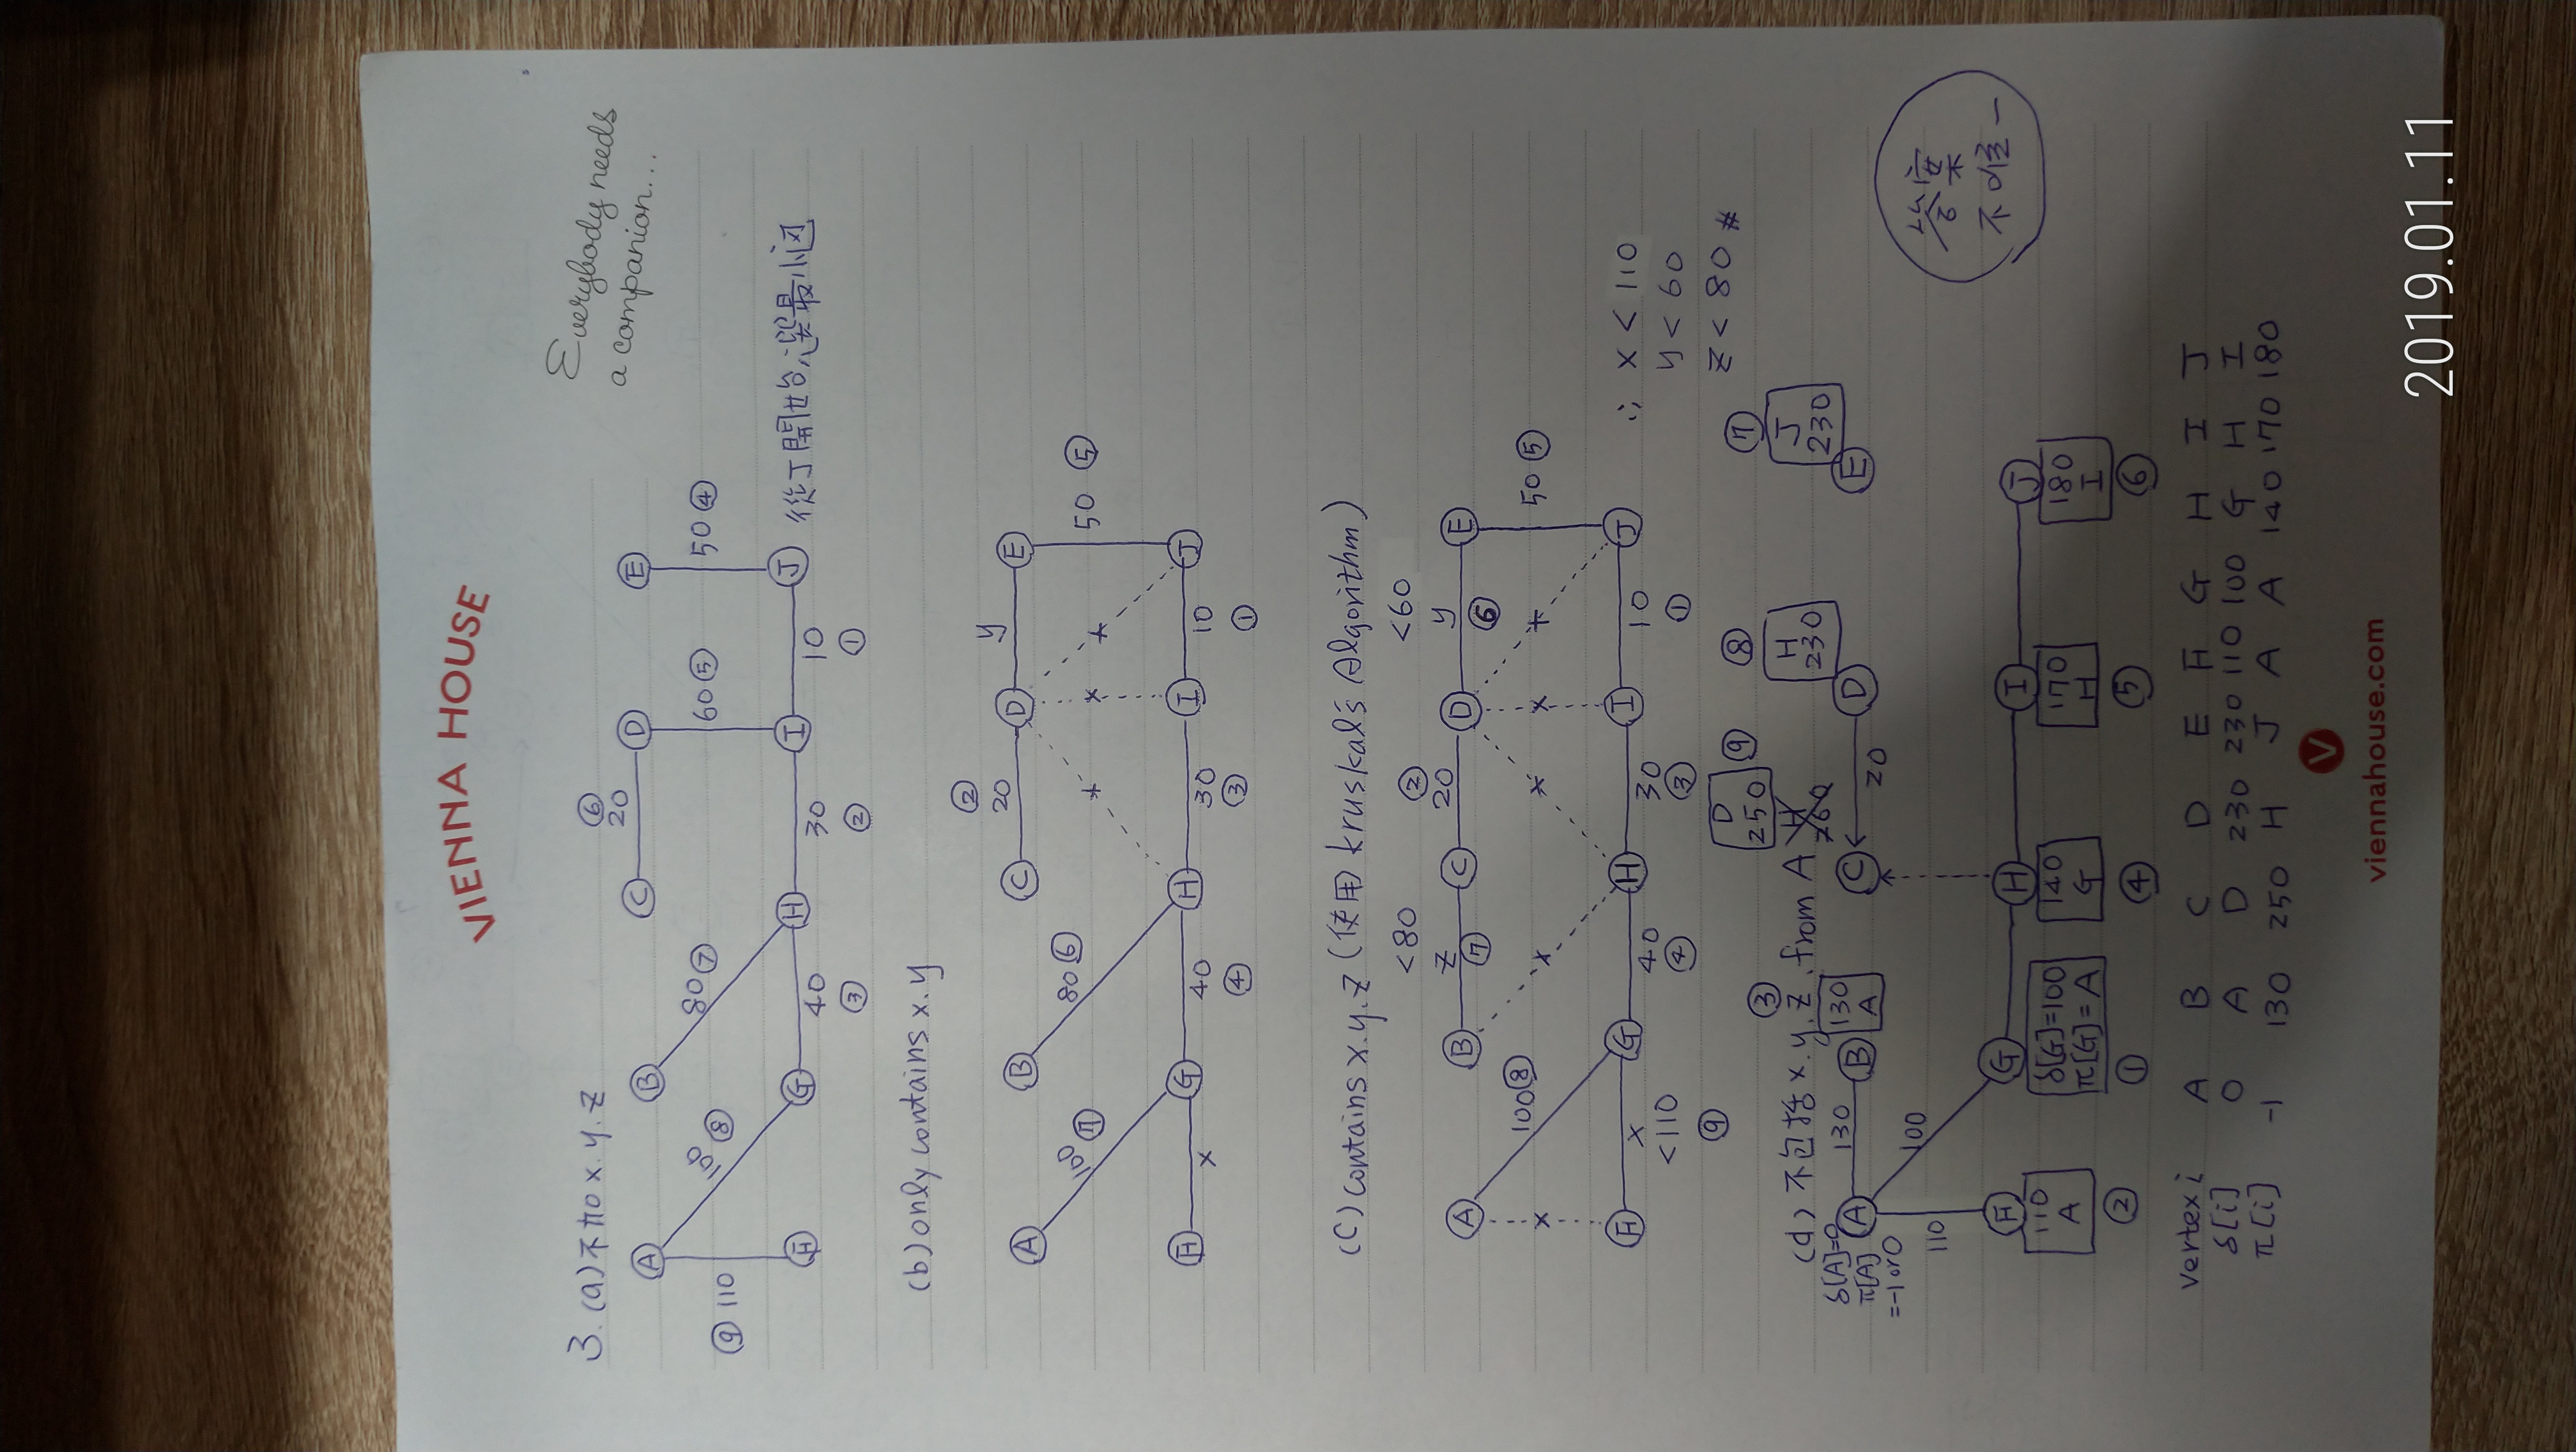 VIENNA HOUSE
Everybody needs
a companion...
3. (a) 不加 x. y. z
⑥
20
A B C D E
⑨ 110 100 ⑧ 80 ⑦ 60 ⑤ 50 ④
F G H I J 從J開始,選最小邊
40 30 10
③ ② ①
(b) only contains x. y
②
20 y
A B C D E
100 ⑦ 80 ⑥ × × × 50 ⑤
F G H I J
x 40 30 10
④ ③ ①
(C) contains x. y. z (使用 kruskal's Algorithm)
<80 ② <60
z 20 y
A B C D E
⑦ ⑥
× 100 ⑧ × × × × 50 ⑤
F G H I J
x 40 30 10
<110 ④ ③ ①
⑨
∴ x < 110
y < 60
z < 80 #
(d) 不包括 x. y. z. from A
③ D 250 ⑨ ⑧ ⑦
H 260
H 230
J 230
δ[A]=0
π[A]
=-1 or 0
A 130 B 130 A C 20 D E
110 100
F G H I J
110 A
δ[G]=100
π[G]=A
140 G
170 H
180 I
② ① ④ ⑤ ⑥
答案
不唯一
vertex i A B C D E F G H I J
δ[i] 0 A D 230 230 110 100 G H I
π[i] -1 130 250 H J A A 140 170 180
V
viennahouse.com
2019.01.11